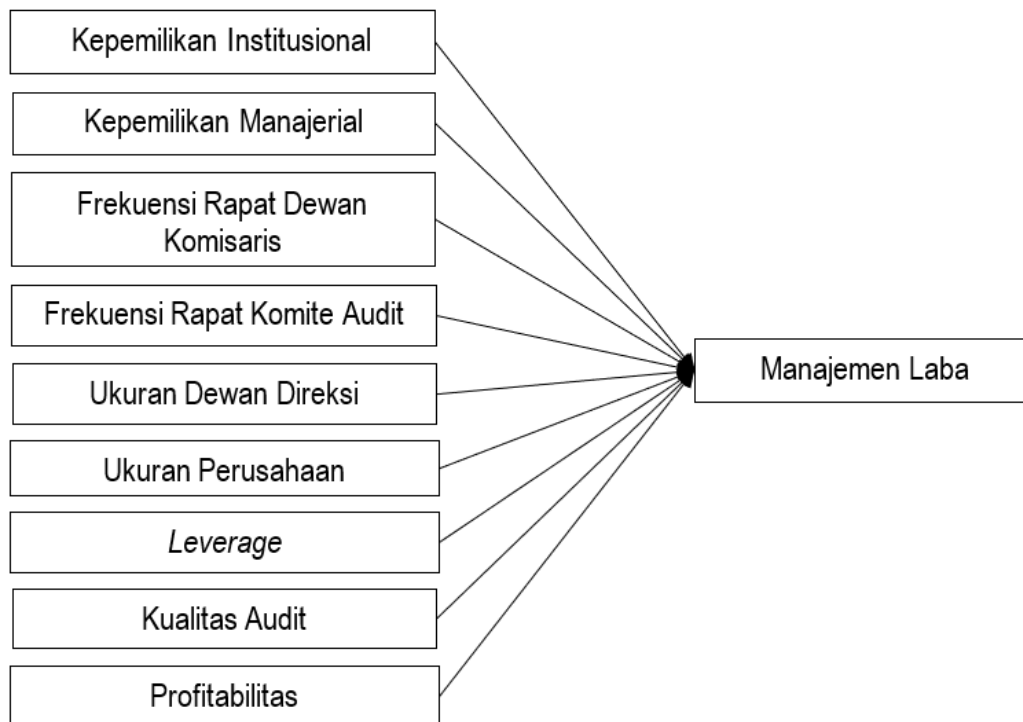 Kepemilikan Institusional
Kepemilikan Manajerial
Frekuensi Rapat Dewan
Komisaris
Frekuensi Rapat Komite Audit
Ukuran Dewan Direksi
Ukuran Perusahaan
Leverage
Kualitas Audit
Profitabilitas
Manajemen Laba